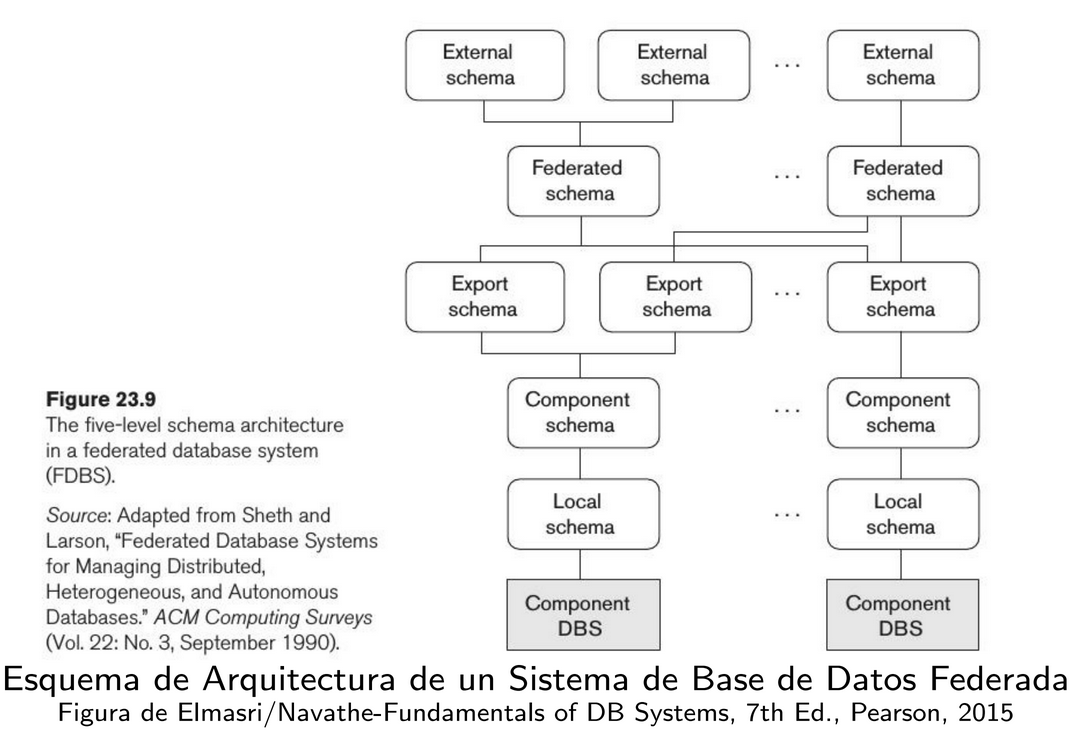 External schema
External schema
. . .
External schema
Federated schema
. . .
Federated schema
Export schema
Export schema
. . .
Export schema
Component schema
. . .
Component schema
Local schema
. . .
Local schema
Component DBS
Component DBS
Figure 23.9
The five-level schema architecture
in a federated database system
(FDBS).
Source: Adapted from Sheth and
Larson, “Federated Database Systems
for Managing Distributed,
Heterogeneous, and Autonomous
Databases.” ACM Computing Surveys
(Vol. 22: No. 3, September 1990).
Esquema de Arquitectura de un Sistema de Base de Datos Federada
Figura de Elmasri/Navathe-Fundamentals of DB Systems, 7th Ed., Pearson, 2015